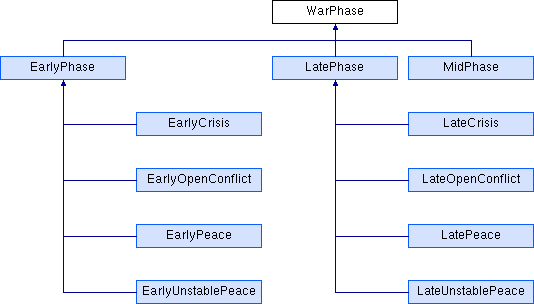 WarPhase
EarlyPhase
LatePhase
MidPhase
EarlyCrisis
LateCrisis
EarlyOpenConflict
LateOpenConflict
EarlyPeace
LatePeace
EarlyUnstablePeace
LateUnstablePeace